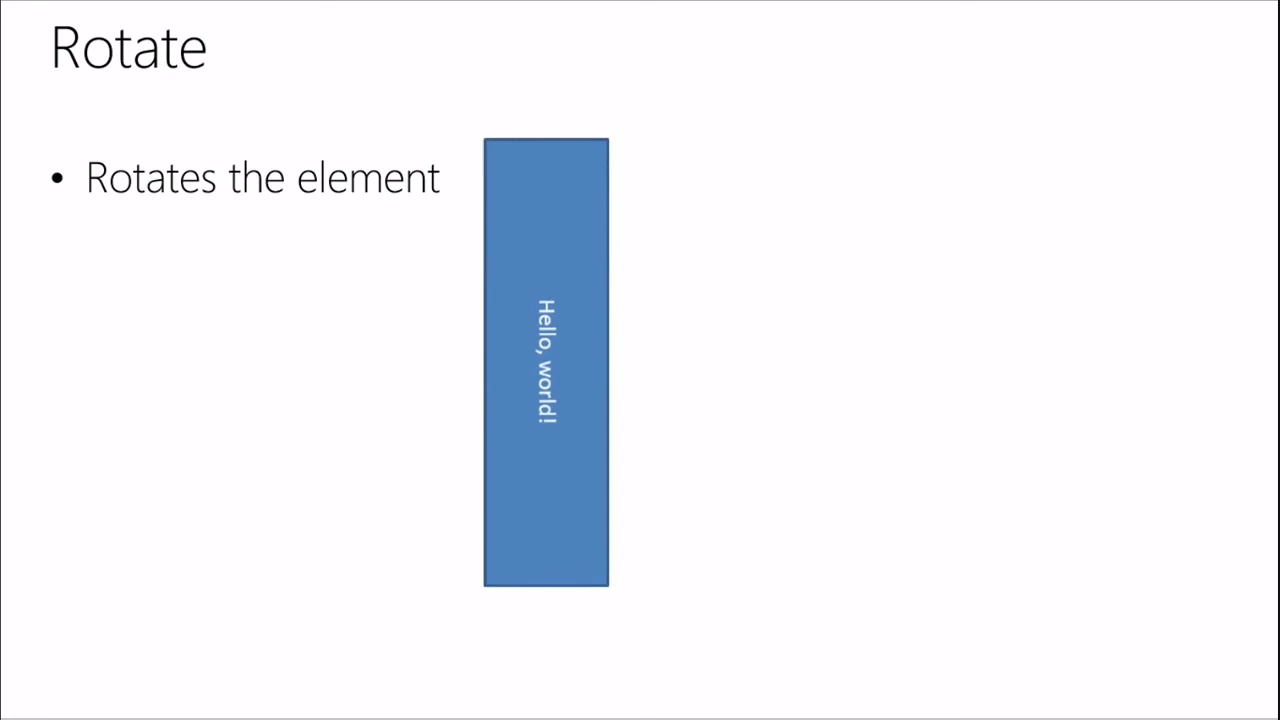 Rotate
• Rotates the element
Hello, world!